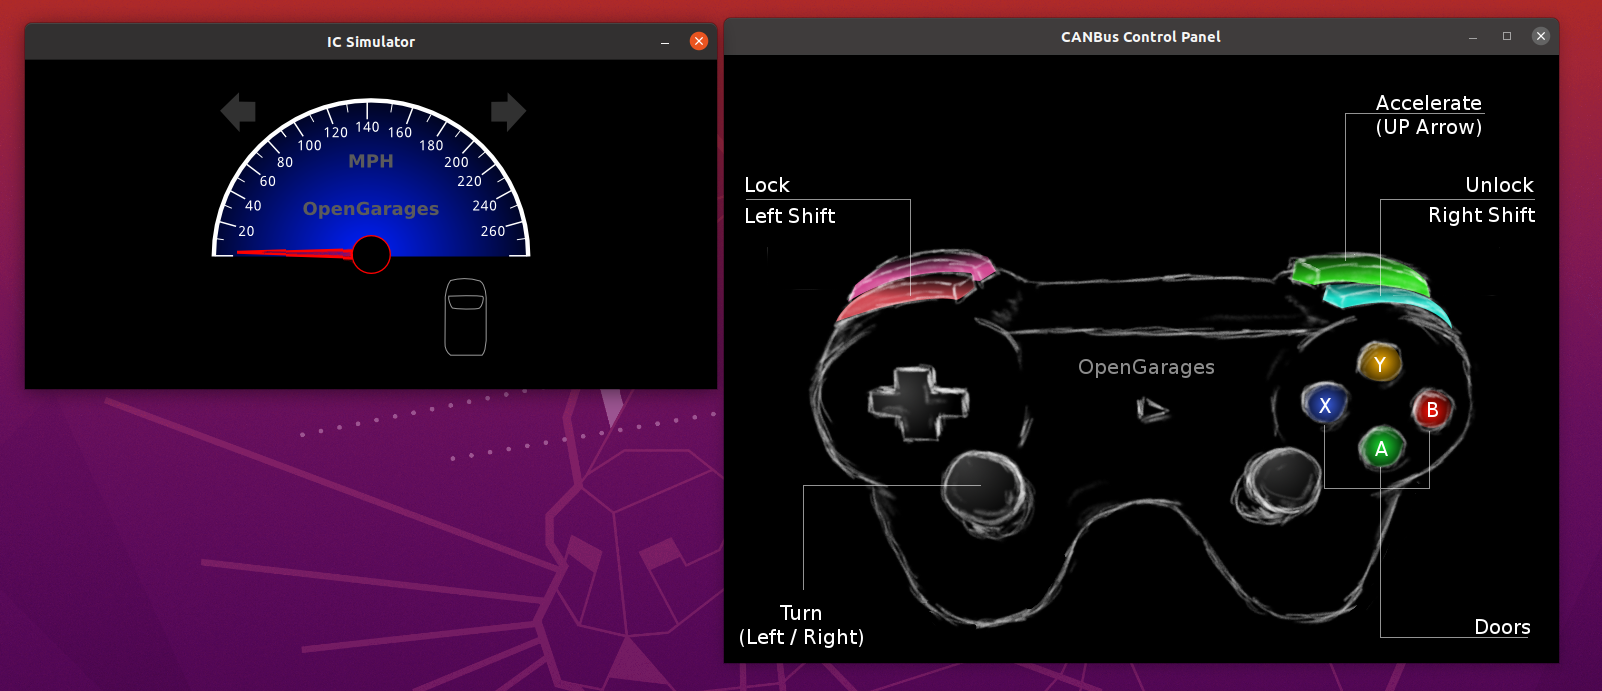 IC Simulator
20
40
60
80
100
120
140
160
180
200
220
240
260
MPH
OpenGarages
CANBus Control Panel
Accelerate
(UP Arrow)
Lock
Left Shift
Unlock
Right Shift
OpenGarages
Y
X
B
A
Turn
(Left / Right)
Doors